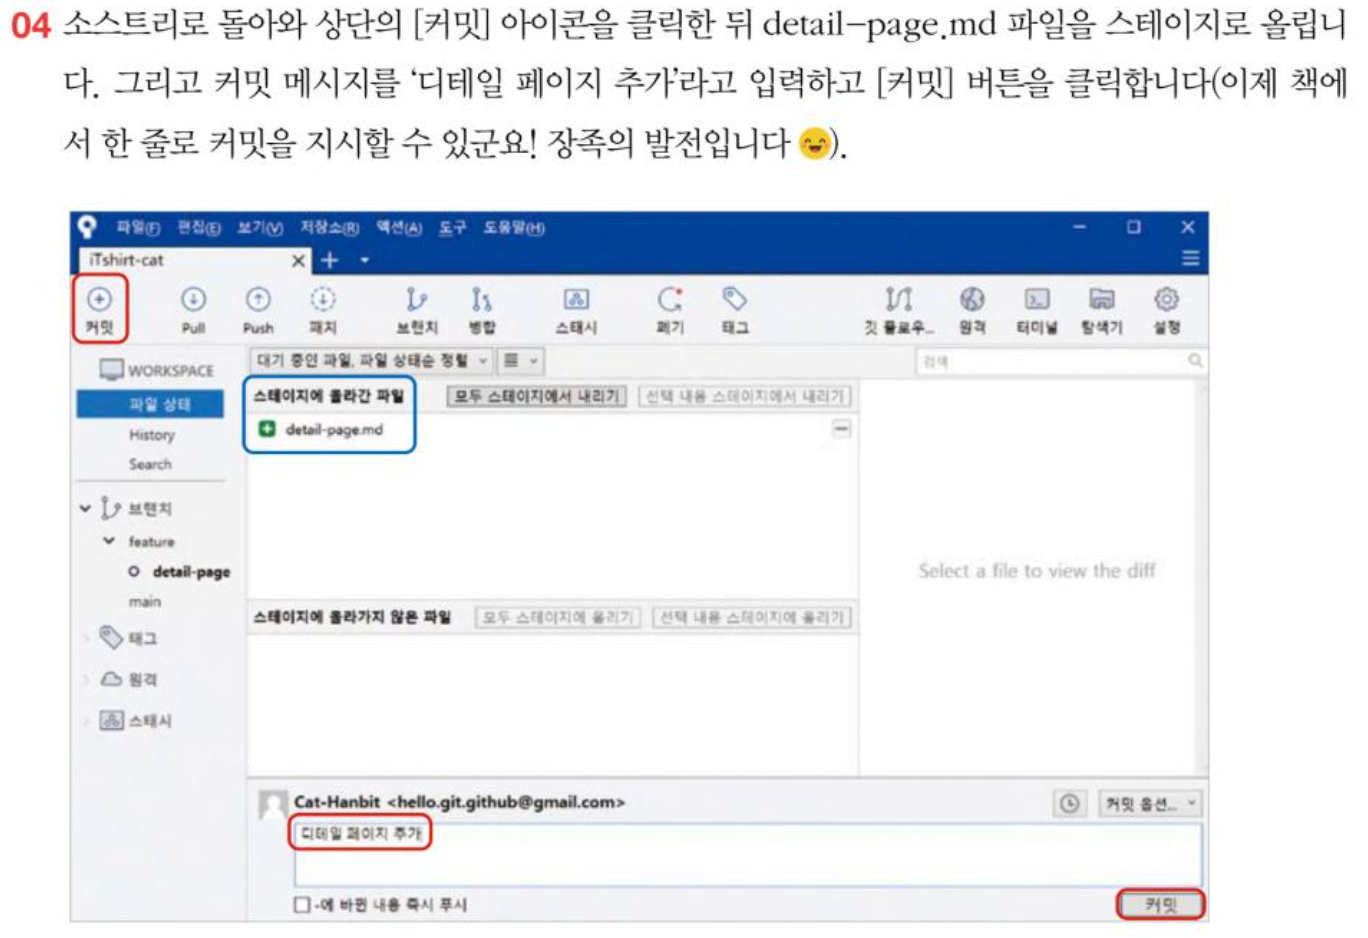 04 소스트리로 돌아와 상단의 [커밋] 아이콘을 클릭한 뒤 detail-page.md 파일을 스테이지로 올립니
다. 그리고 커밋 메시지를 ‘디테일 페이지 추가’라고 입력하고 [커밋] 버튼을 클릭합니다(이제 책에
서 한 줄로 커밋을 지시할 수 있군요! 장족의 발전입니다 😄).
파일(F) 편집(E) 보기(V) 저장소(R) 액션(A) 도구 도움말(H)
iTshirt-cat
커밋 Pull Push 패치 브랜치 병합 스태시 폐기 태그 깃 플로우... 원격 터미널 탐색기 설정
WORKSPACE
파일 상태
History
Search
브랜치
feature
detail-page
main
태그
원격
스태시
대기 중인 파일, 파일 상태순 정렬
검색
스테이지에 올라간 파일 모두 스테이지에서 내리기 선택 내용 스테이지에서 내리기
detail-page.md
Select a file to view the diff
스테이지에 올라가지 않은 파일 모두 스테이지에 올리기 선택 내용 스테이지에 올리기
Cat-Hanbit <hello.git.github@gmail.com>
커밋 옵션...
디테일 페이지 추가
-에 바뀐 내용 즉시 푸시
커밋